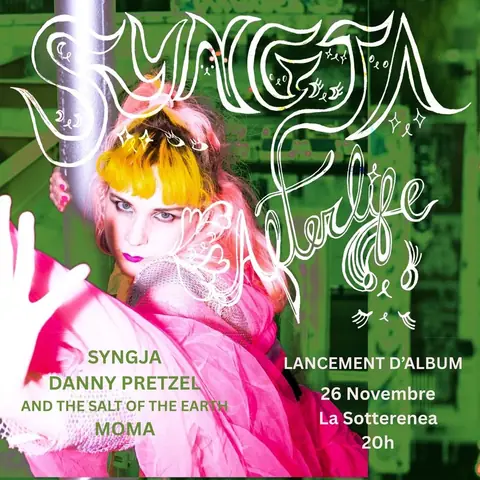 SYNGJA
Afterlife
SYNGJA
DANNY PRETZEL
AND THE SALT OF THE EARTH
MOMA
LANCEMENT D'ALBUM
26 Novembre
La Sotterenea
20h